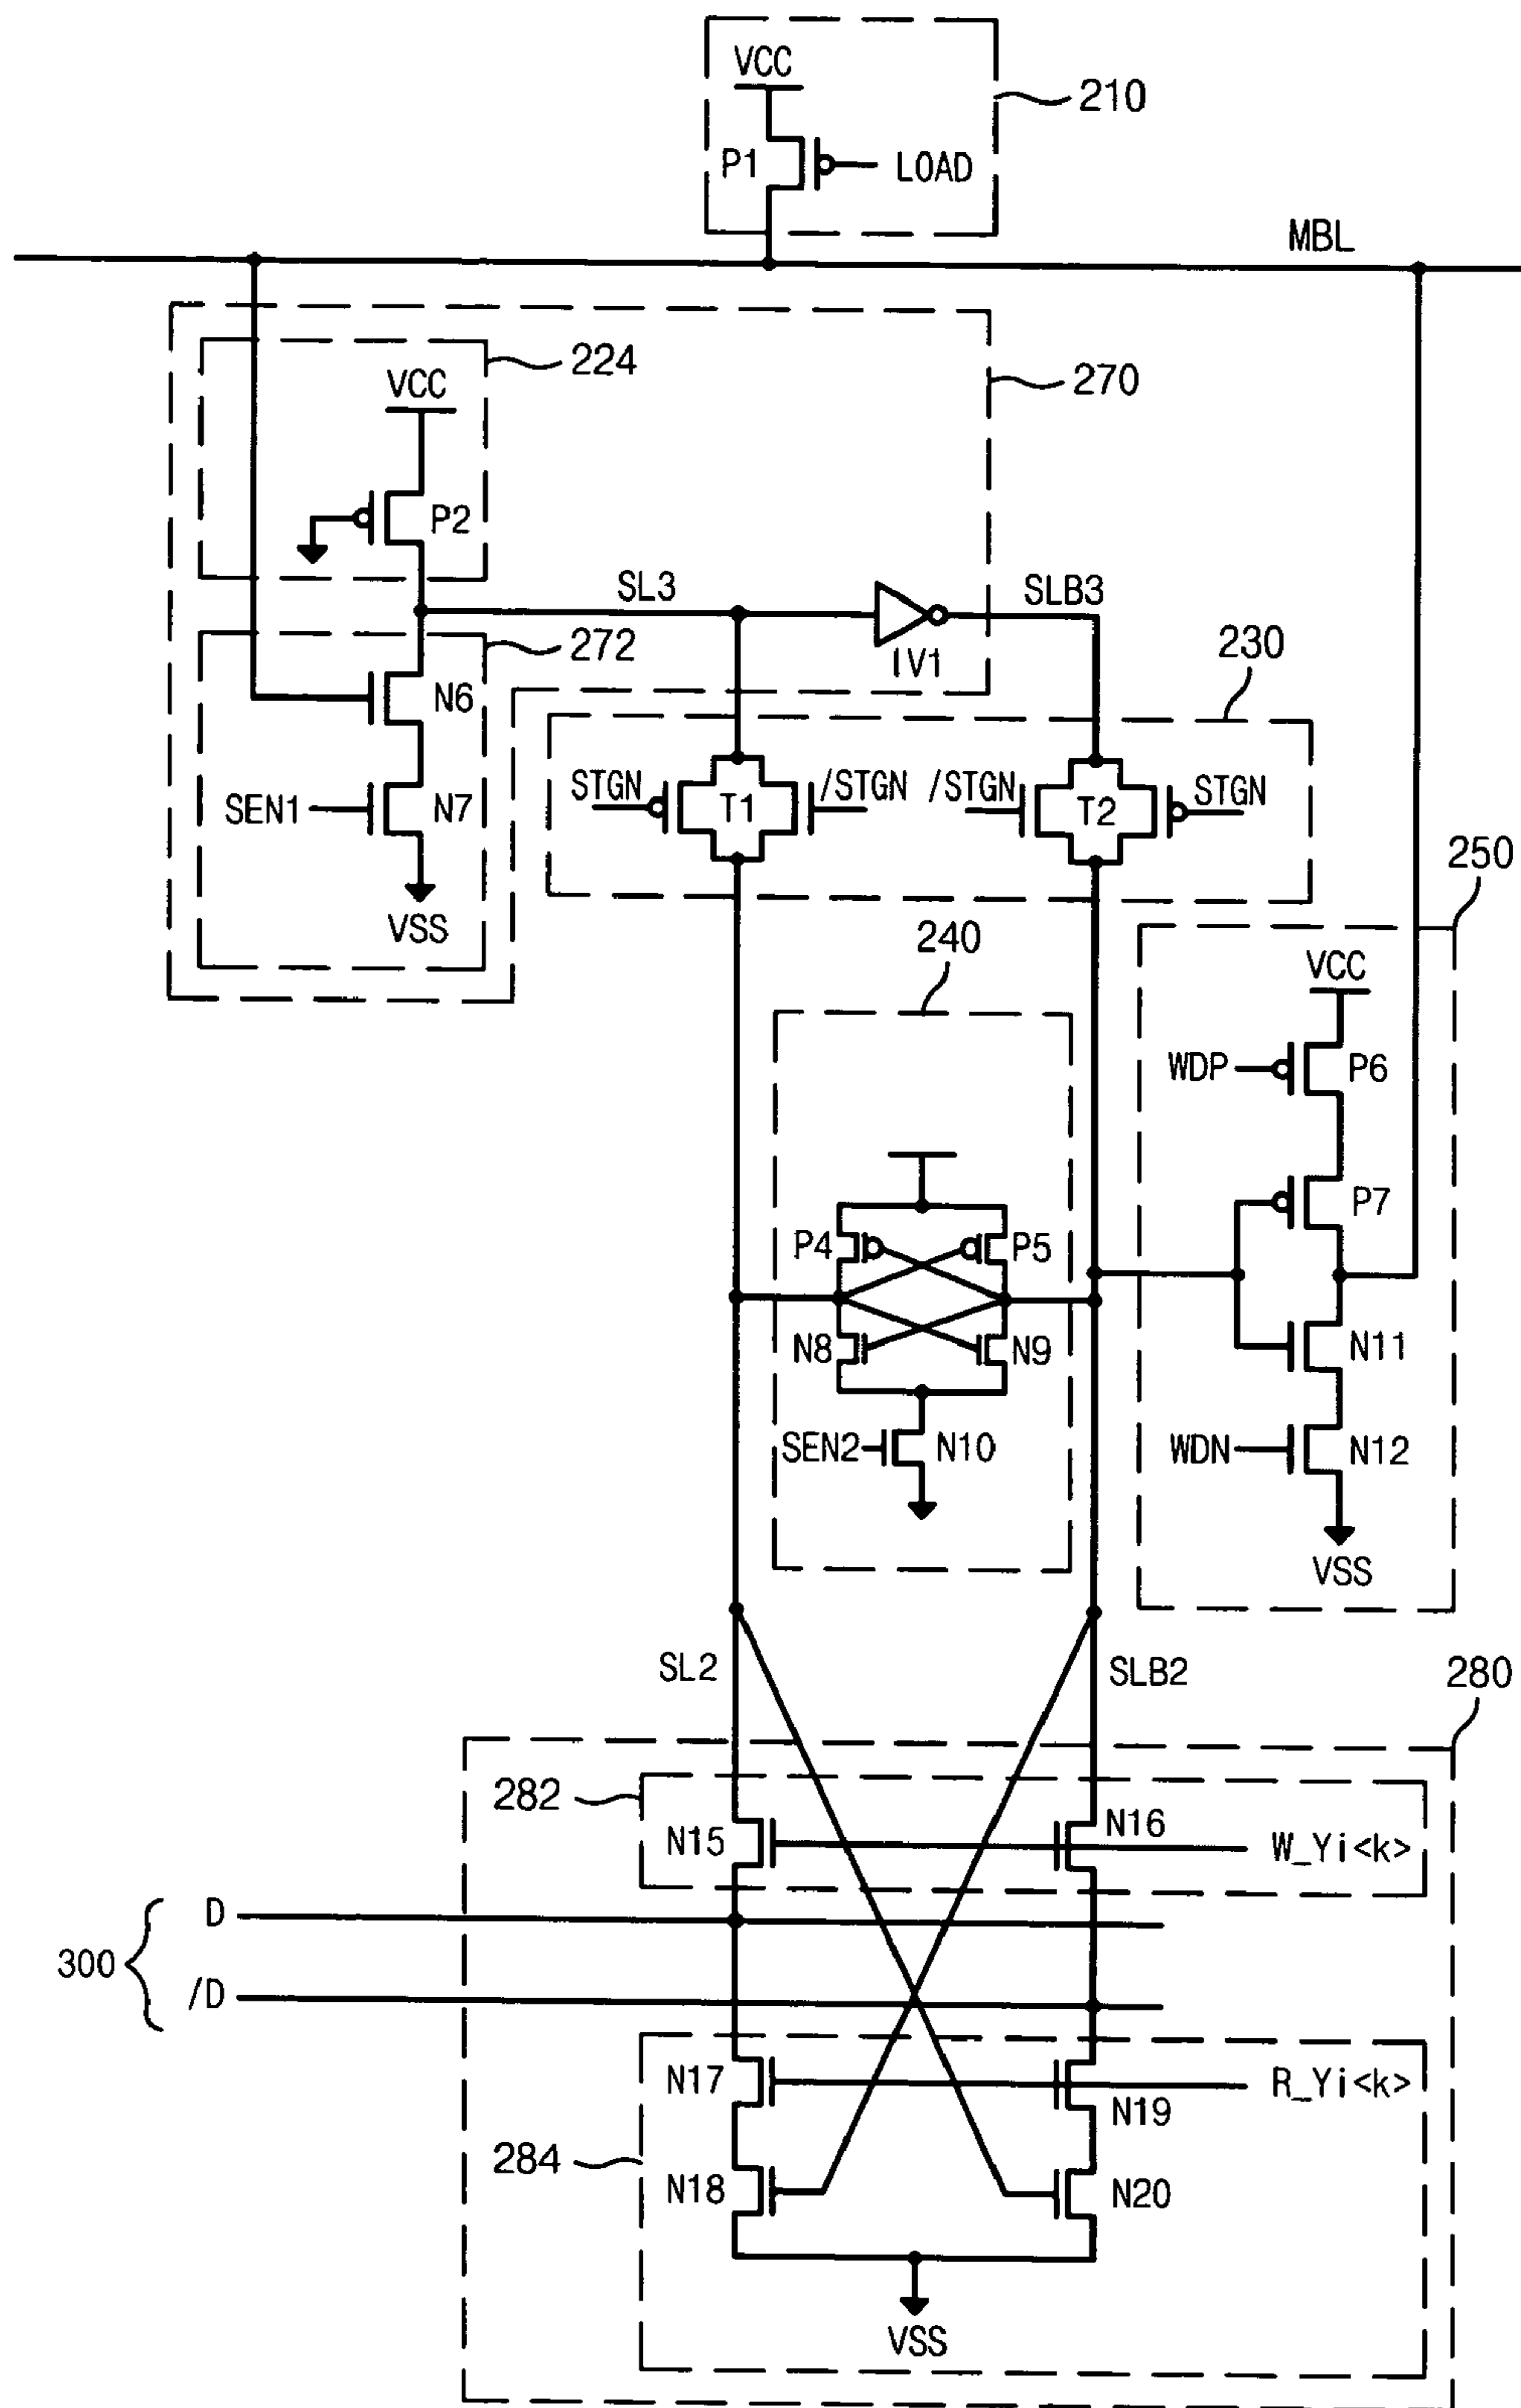 VCC
210
P1
LOAD
MBL
224
270
VCC
P2
SL3
SLB3
IV1
272
230
N6
STGN
T1
/STGN
/STGN
T2
STGN
SEN1
N7
VSS
250
240
VCC
WDP
P6
P7
P4
P5
N8
N9
N11
SEN2
N10
WDN
N12
VSS
SL2
SLB2
280
282
N15
N16
W_Yi<k>
300
D
/D
N17
R_Yi<k>
N19
284
N18
N20
VSS